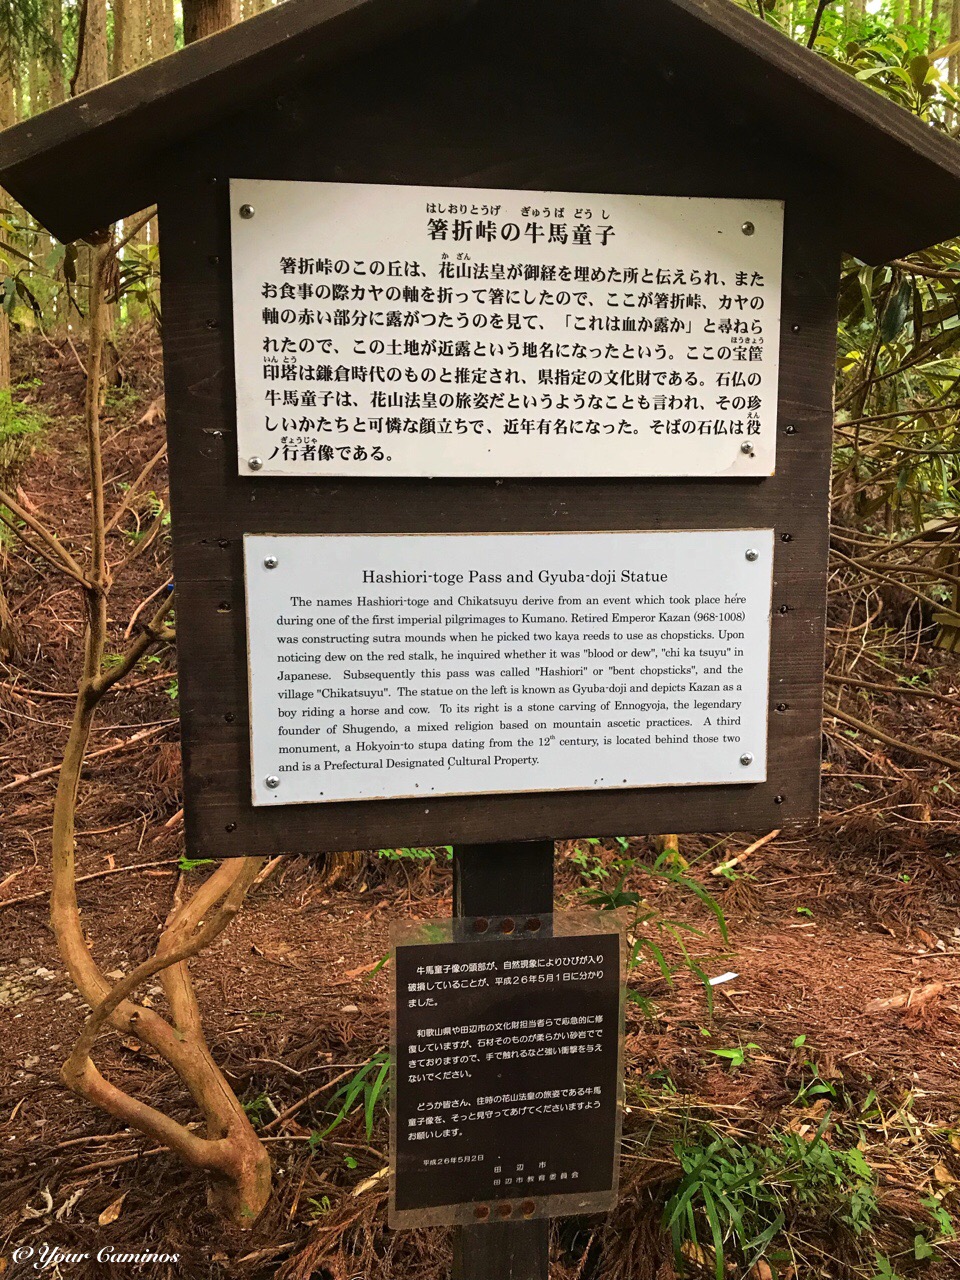 はしおりとうげ ぎゅうば どう し
箸折峠の牛馬童子
か ざん
箸折峠のこの丘は、花山法皇が御経を埋めた所と伝えられ、また
お食事の際カヤの軸を折って箸にしたので、ここが箸折峠、カヤの
軸の赤い部分に露がつたうのを見て、「これは血か露か」と尋ねら
れたので、この土地が近露という地名になったという。ここの宝筐
ほうきょう
いん とう
印塔は鎌倉時代のものと推定され、県指定の文化財である。石仏の
牛馬童子は、花山法皇の旅姿だというようなことも言われ、その珍
しいかたちと可憐な顔立ちで、近年有名になった。そばの石仏は役
えん
ぎょうじゃ
ノ行者像である。
Hashiori-toge Pass and Gyuba-doji Statue
The names Hashiori-toge and Chikatsuyu derive from an event which took place here
during one of the first imperial pilgrimages to Kumano. Retired Emperor Kazan (968-1008)
was constructing sutra mounds when he picked two kaya reeds to use as chopsticks. Upon
noticing dew on the red stalk, he inquired whether it was "blood or dew", "chi ka tsuyu" in
Japanese. Subsequently this pass was called "Hashiori" or "bent chopsticks", and the
village "Chikatsuyu". The statue on the left is known as Gyuba-doji and depicts Kazan as a
boy riding a horse and cow. To its right is a stone carving of Ennogyoja, the legendary
founder of Shugendo, a mixed religion based on mountain ascetic practices. A third
monument, a Hokyoin-to stupa dating from the 12th century, is located behind those two
and is a Prefectural Designated Cultural Property.
牛馬童子像の頭部が、自然現象によりひびが入り
破損していることが、平成26年5月1日に分かり
ました。
和歌山県や田辺市の文化財担当者らで応急的に修
復していますが、石材そのものが柔らかい砂岩でで
きておりますので、手で触れるなど強い衝撃を与え
ないでください。
どうか皆さん、往時の花山法皇の旅姿である牛馬
童子像を、そっと見守ってあげてくださいますよう
お願いします。
平成26年5月2日
田辺市
田辺市教育委員会
© Your Caminos